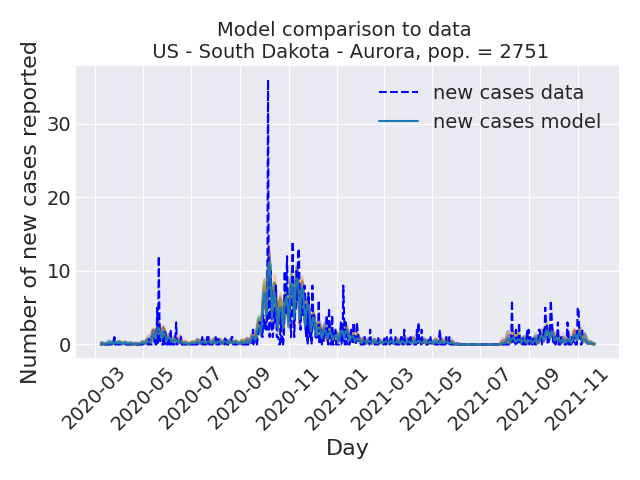 Model comparison to data
US - South Dakota - Aurora, pop. = 2751
Number of new cases reported
30
20
10
0
new cases data
new cases model
2020-03
2020-05
2020-07
2020-09
2020-11
2021-01
2021-03
2021-05
2021-07
2021-09
2021-11
Day